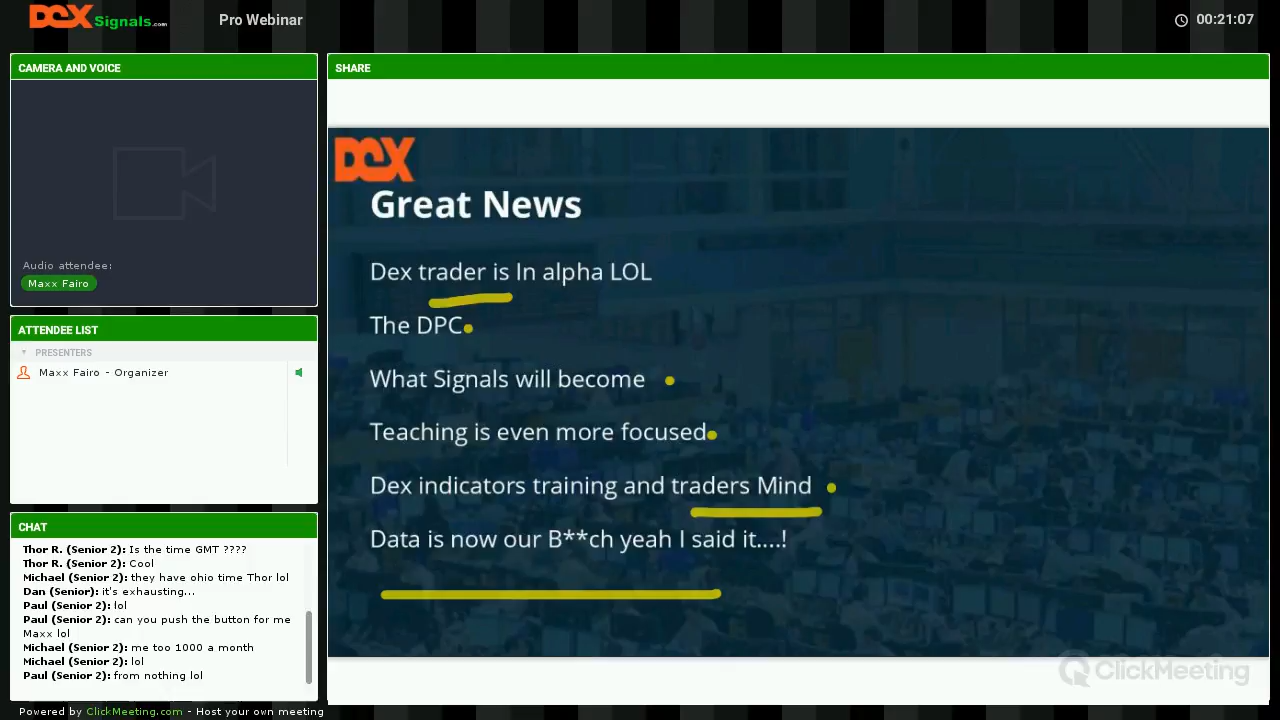 DEX Signals.com
Pro Webinar
00:21:07
CAMERA AND VOICE
Audio attendee:
Maxx Fairo
ATTENDEE LIST
PRESENTERS
Maxx Fairo - Organizer
CHAT
Thor R. (Senior 2): Is the time GMT ????
Thor R. (Senior 2): Cool
Michael (Senior 2): they have ohio time Thor lol
Dan (Senior): it's exhausting...
Paul (Senior 2): lol
Paul (Senior 2): can you push the button for me
Maxx lol
Michael (Senior 2): me too 1000 a month
Michael (Senior 2): lol
Paul (Senior 2): from nothing lol
SHARE
DEX
Great News
Dex trader is In alpha LOL
The DPC
What Signals will become
Teaching is even more focused
Dex indicators training and traders Mind
Data is now our B**ch yeah I said it....!
ClickMeeting
Powered by ClickMeeting.com - Host your own meeting